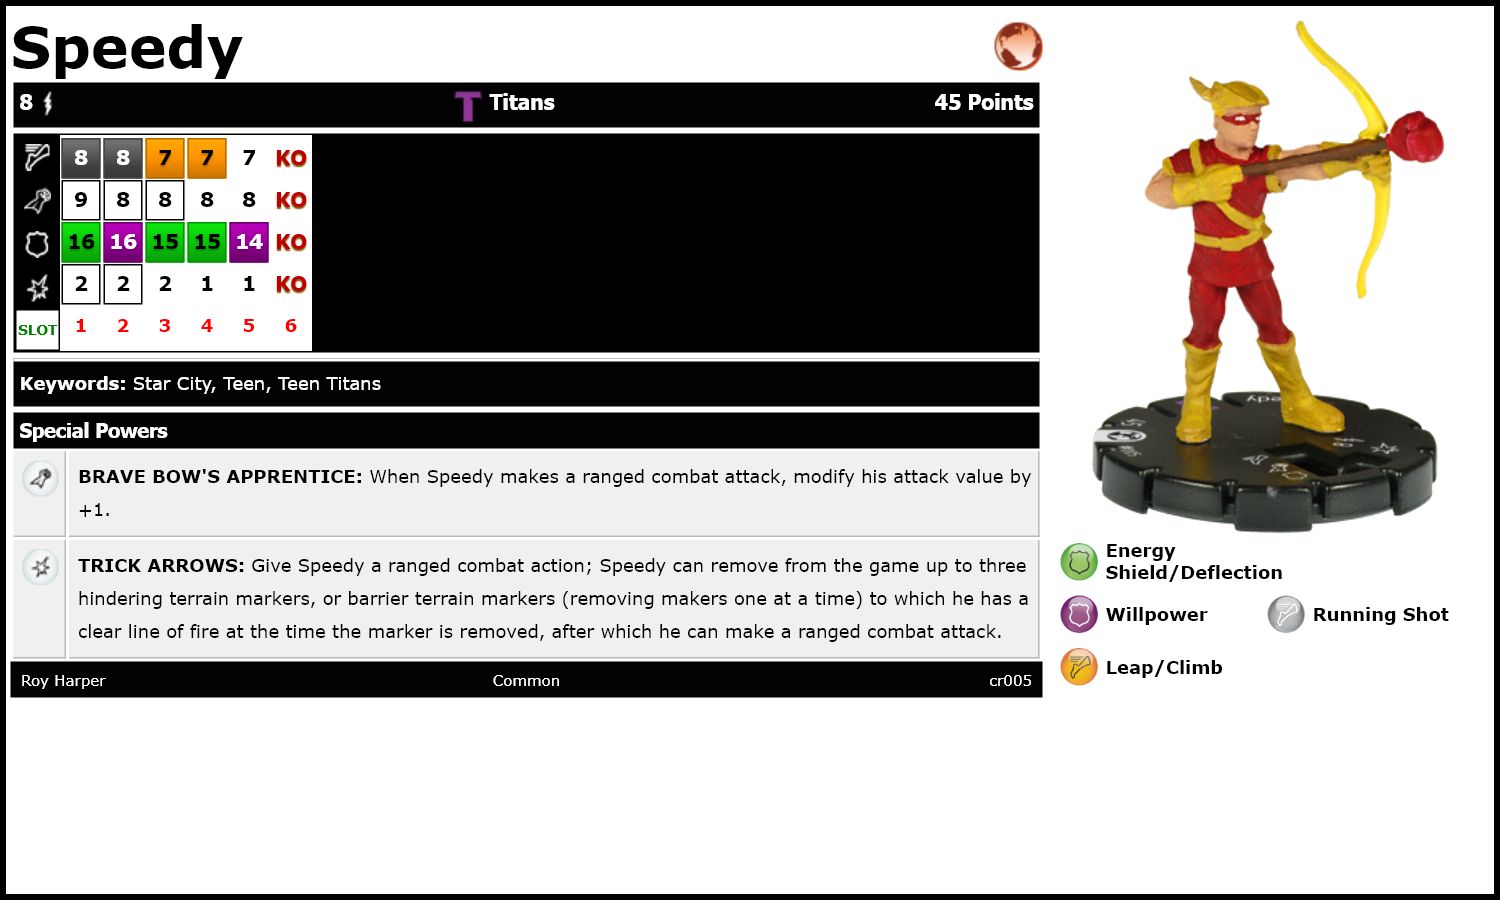 Speedy
8 Titans 45 Points
8 8 7 7 7 KO
9 8 8 8 8 KO
16 16 15 15 14 KO
2 2 2 1 1 KO
SLOT 1 2 3 4 5 6
Keywords: Star City, Teen, Teen Titans
Special Powers
BRAVE BOW'S APPRENTICE: When Speedy makes a ranged combat attack, modify his attack value by
+1.
TRICK ARROWS: Give Speedy a ranged combat action; Speedy can remove from the game up to three
hindering terrain markers, or barrier terrain markers (removing makers one at a time) to which he has a
clear line of fire at the time the marker is removed, after which he can make a ranged combat attack.
Roy Harper Common cr005
Energy
Shield/Deflection
Willpower Running Shot
Leap/Climb